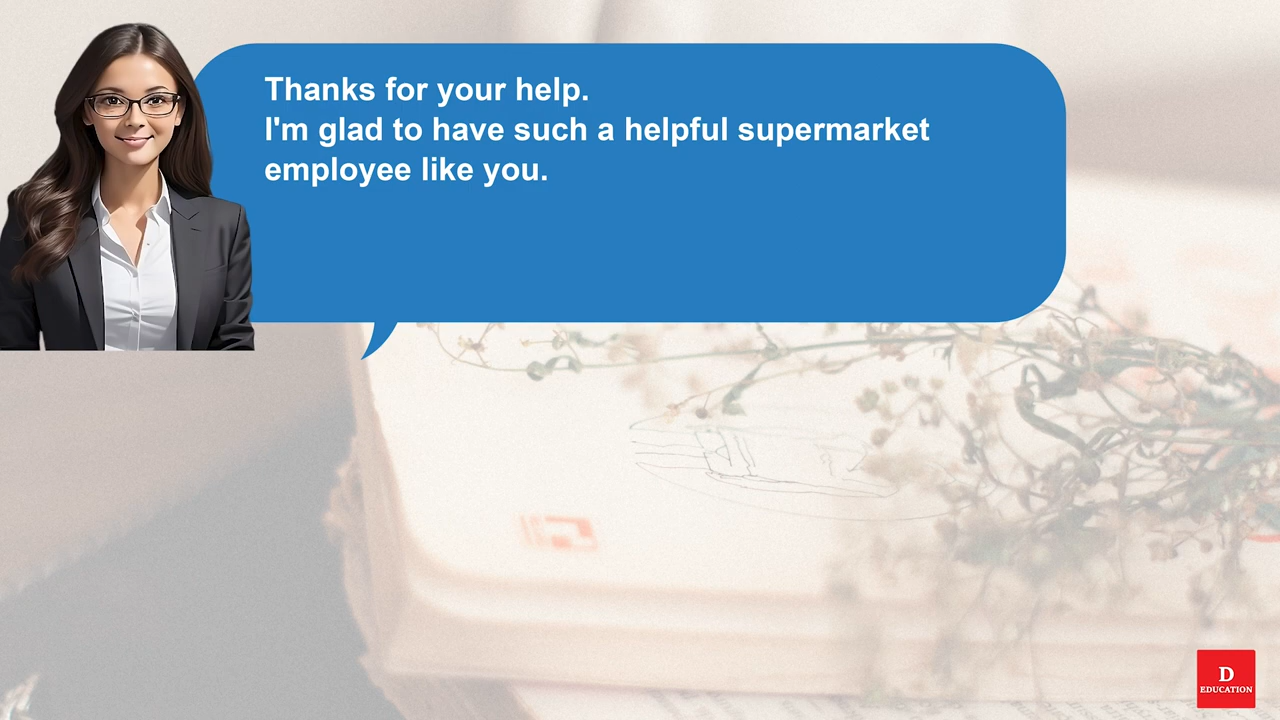 Thanks for your help.
I'm glad to have such a helpful supermarket
employee like you.
D
EDUCATION